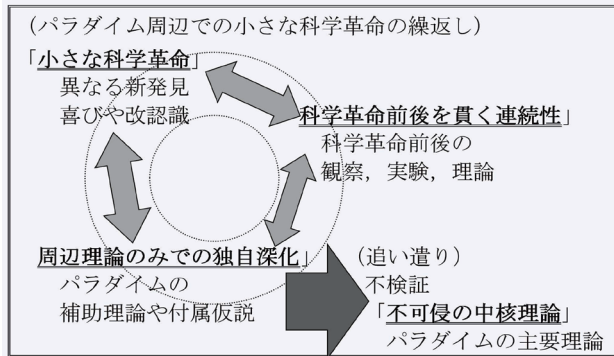 (パラダイム周辺での小さな科学革命の繰返し)
「小さな科学革命」
異なる新発見
喜びや改認識
科学革命前後を貫く連続性」
科学革命前後の
観察,実験,理論
周辺理論のみでの独自深化」
パラダイムの
補助理論や付属仮説
(追い遣り)
不検証
「不可侵の中核理論」
パラダイムの主要理論